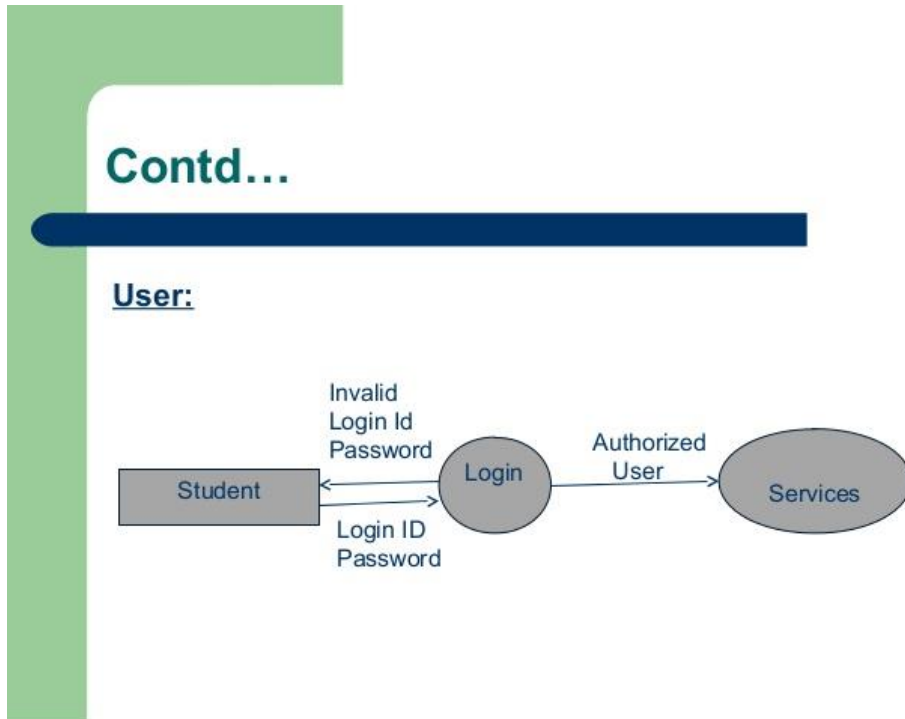 Contd...
User:
Invalid
Login Id
Password
Student
Login ID
Password
Login
Authorized
User
Services